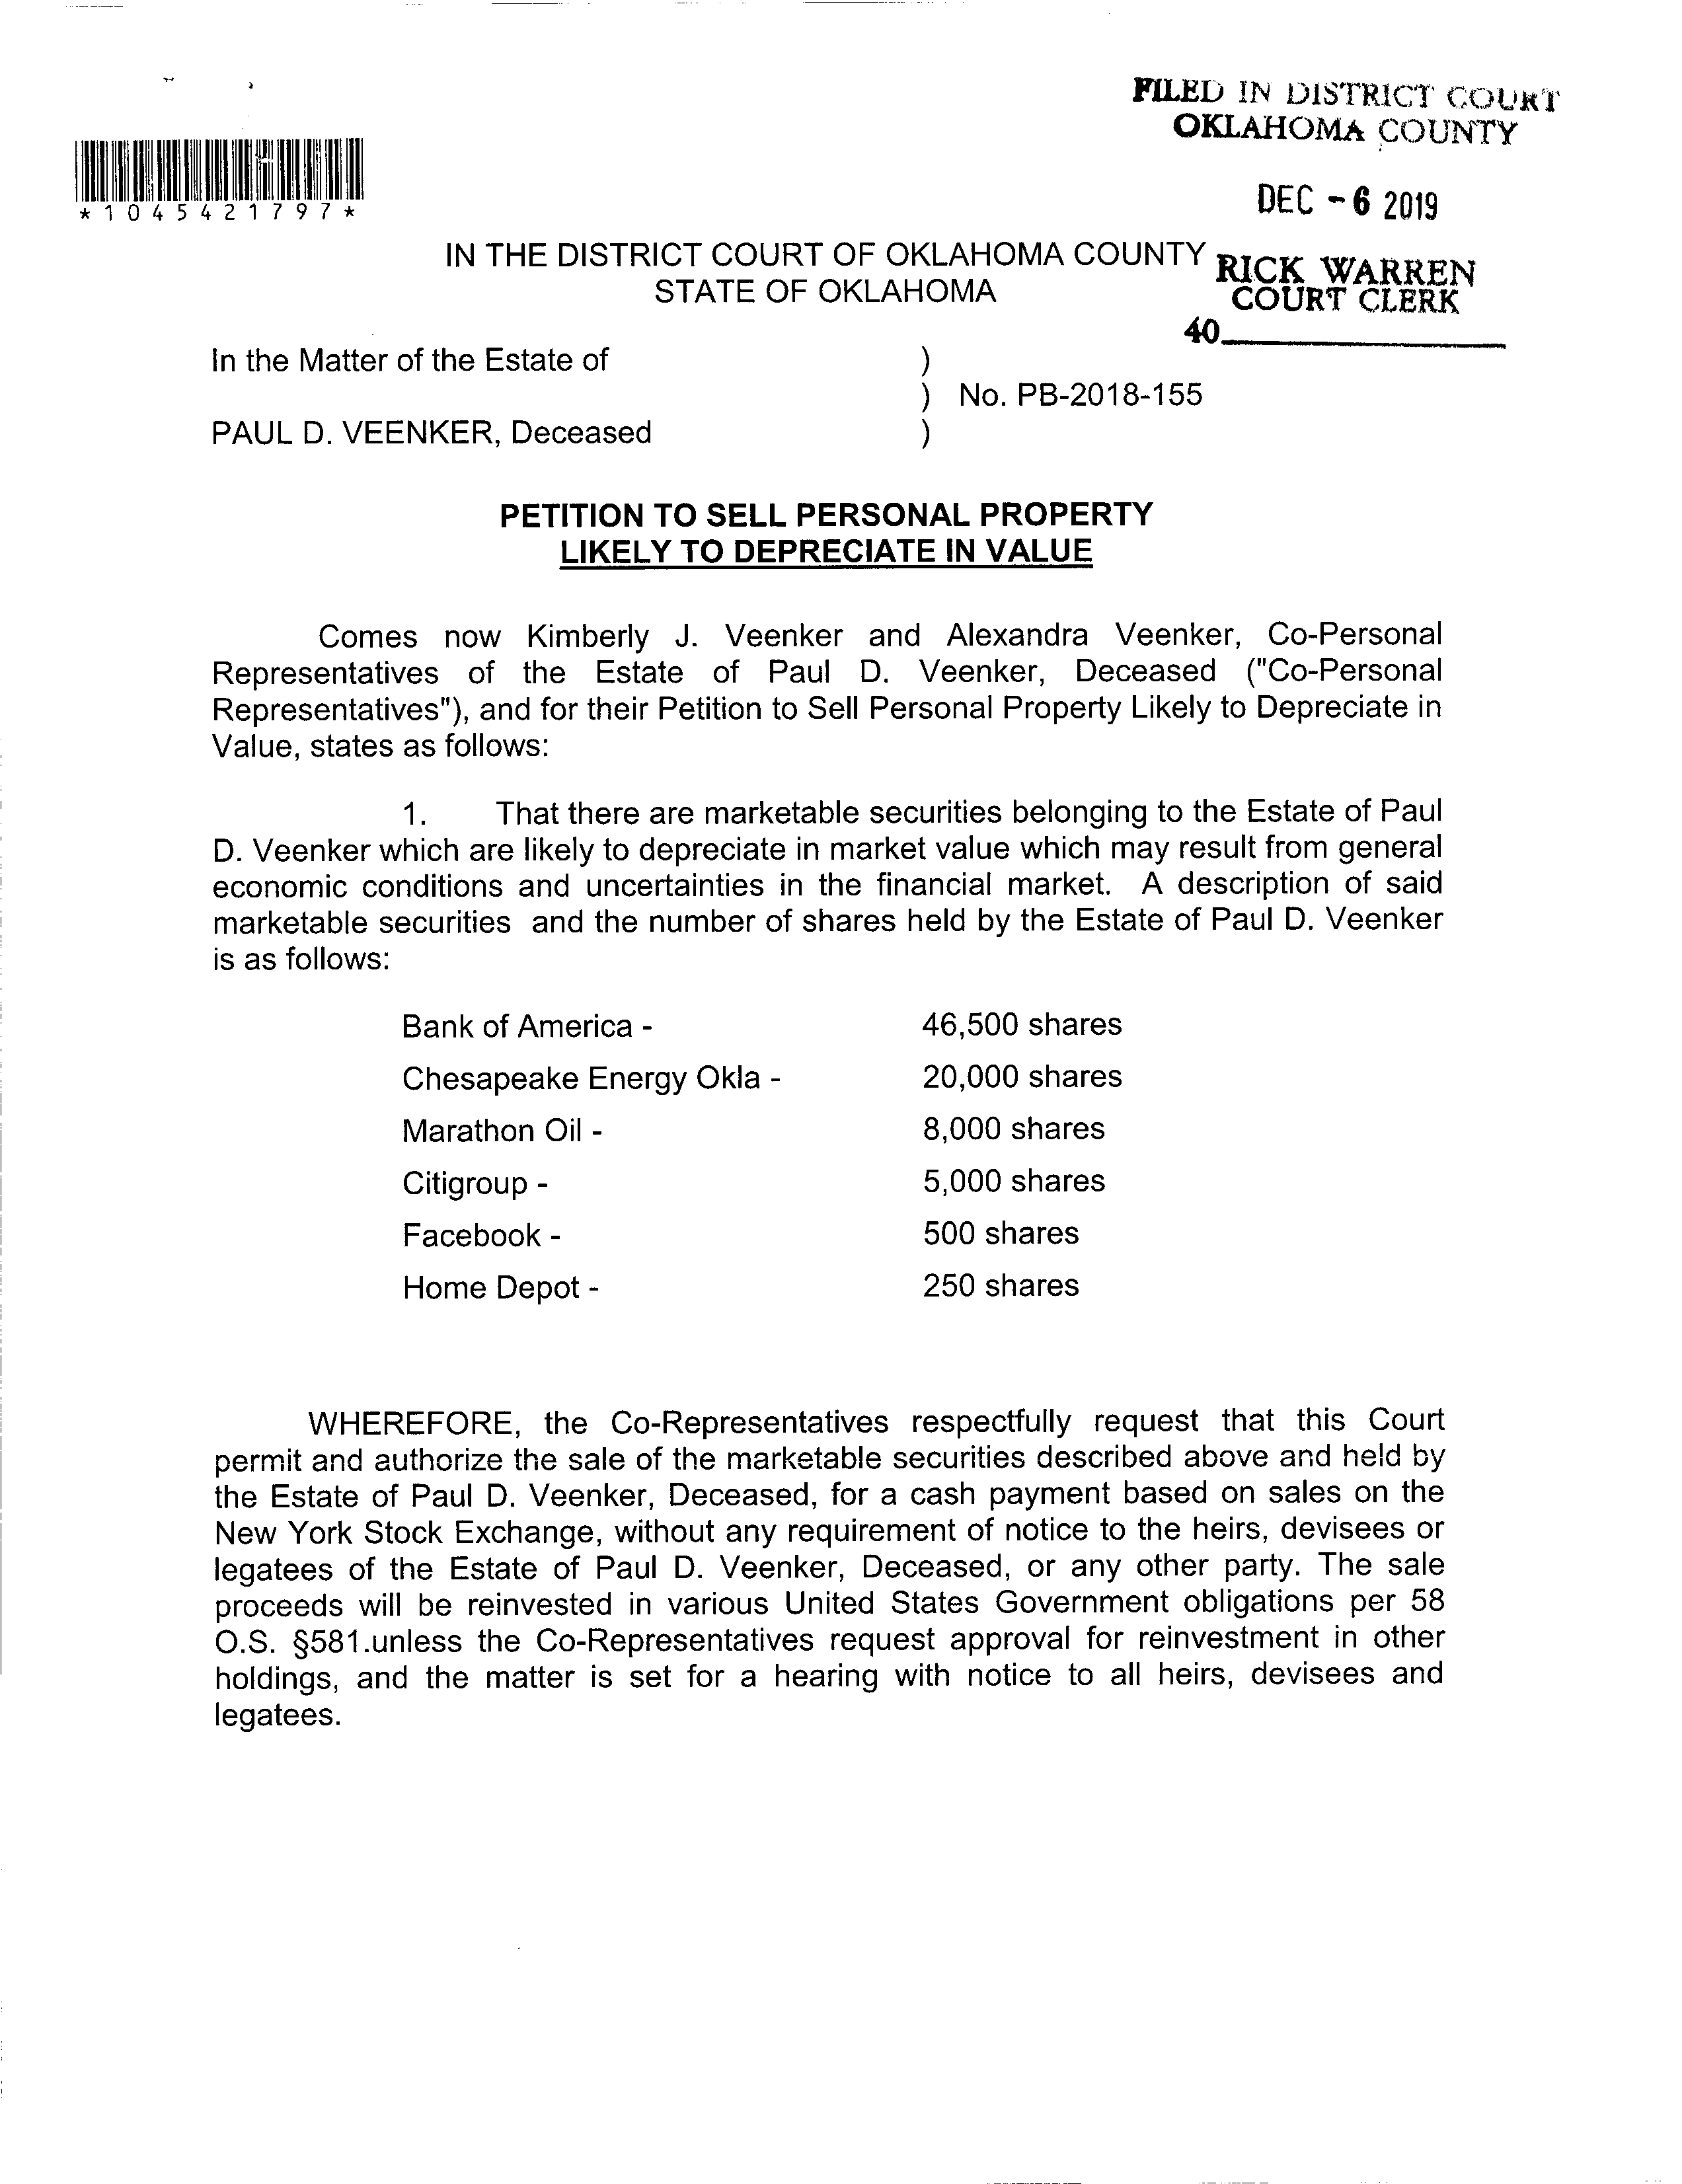 FILED IN DISTRICT COURT
OKLAHOMA COUNTY
*1045421797*
DEC -6 2019
IN THE DISTRICT COURT OF OKLAHOMA COUNTY
STATE OF OKLAHOMA
RICK WARREN
COURT CLERK
40
In the Matter of the Estate of )
) No. PB-2018-155
PAUL D. VEENKER, Deceased )
PETITION TO SELL PERSONAL PROPERTY
LIKELY TO DEPRECIATE IN VALUE
Comes now Kimberly J. Veenker and Alexandra Veenker, Co-Personal
Representatives of the Estate of Paul D. Veenker, Deceased ("Co-Personal
Representatives"), and for their Petition to Sell Personal Property Likely to Depreciate in
Value, states as follows:
1. That there are marketable securities belonging to the Estate of Paul
D. Veenker which are likely to depreciate in market value which may result from general
economic conditions and uncertainties in the financial market. A description of said
marketable securities and the number of shares held by the Estate of Paul D. Veenker
is as follows:
Bank of America - 46,500 shares
Chesapeake Energy Okla - 20,000 shares
Marathon Oil - 8,000 shares
Citigroup - 5,000 shares
Facebook - 500 shares
Home Depot - 250 shares
WHEREFORE, the Co-Representatives respectfully request that this Court
permit and authorize the sale of the marketable securities described above and held by
the Estate of Paul D. Veenker, Deceased, for a cash payment based on sales on the
New York Stock Exchange, without any requirement of notice to the heirs, devisees or
legatees of the Estate of Paul D. Veenker, Deceased, or any other party. The sale
proceeds will be reinvested in various United States Government obligations per 58
O.S. §581.unless the Co-Representatives request approval for reinvestment in other
holdings, and the matter is set for a hearing with notice to all heirs, devisees and
legatees.